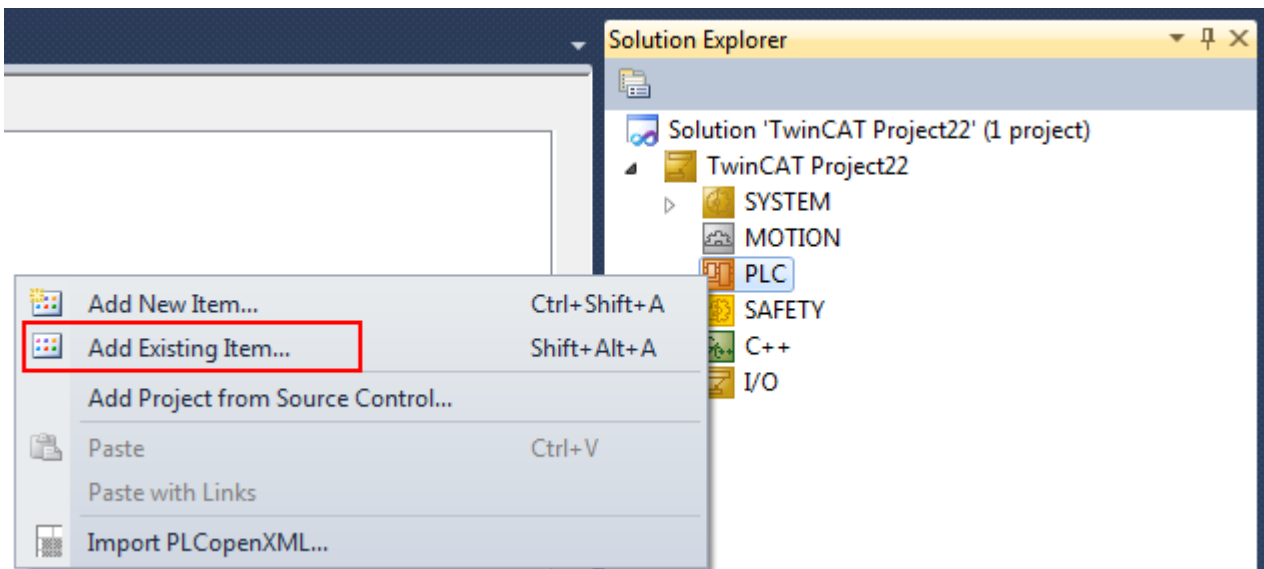 Solution Explorer
Solution 'TwinCAT Project22' (1 project)
TwinCAT Project22
SYSTEM
MOTION
PLC
SAFETY
C++
I/O
Add New Item... Ctrl+Shift+A
Add Existing Item... Shift+Alt+A
Add Project from Source Control...
Paste Ctrl+V
Paste with Links
Import PLCopenXML...